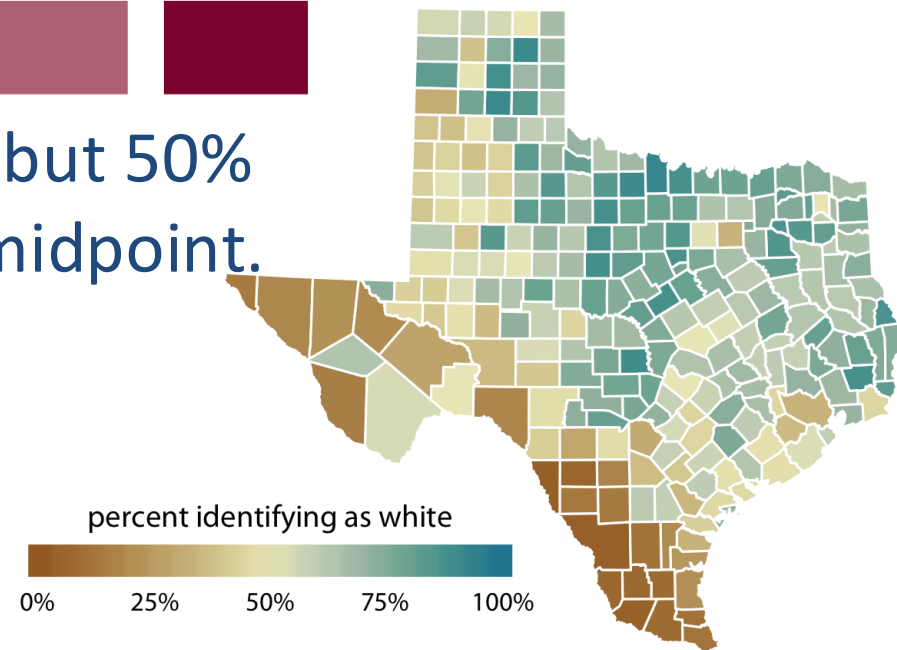 but 50%
midpoint.
percent identifying as white
0% 25% 50% 75% 100%